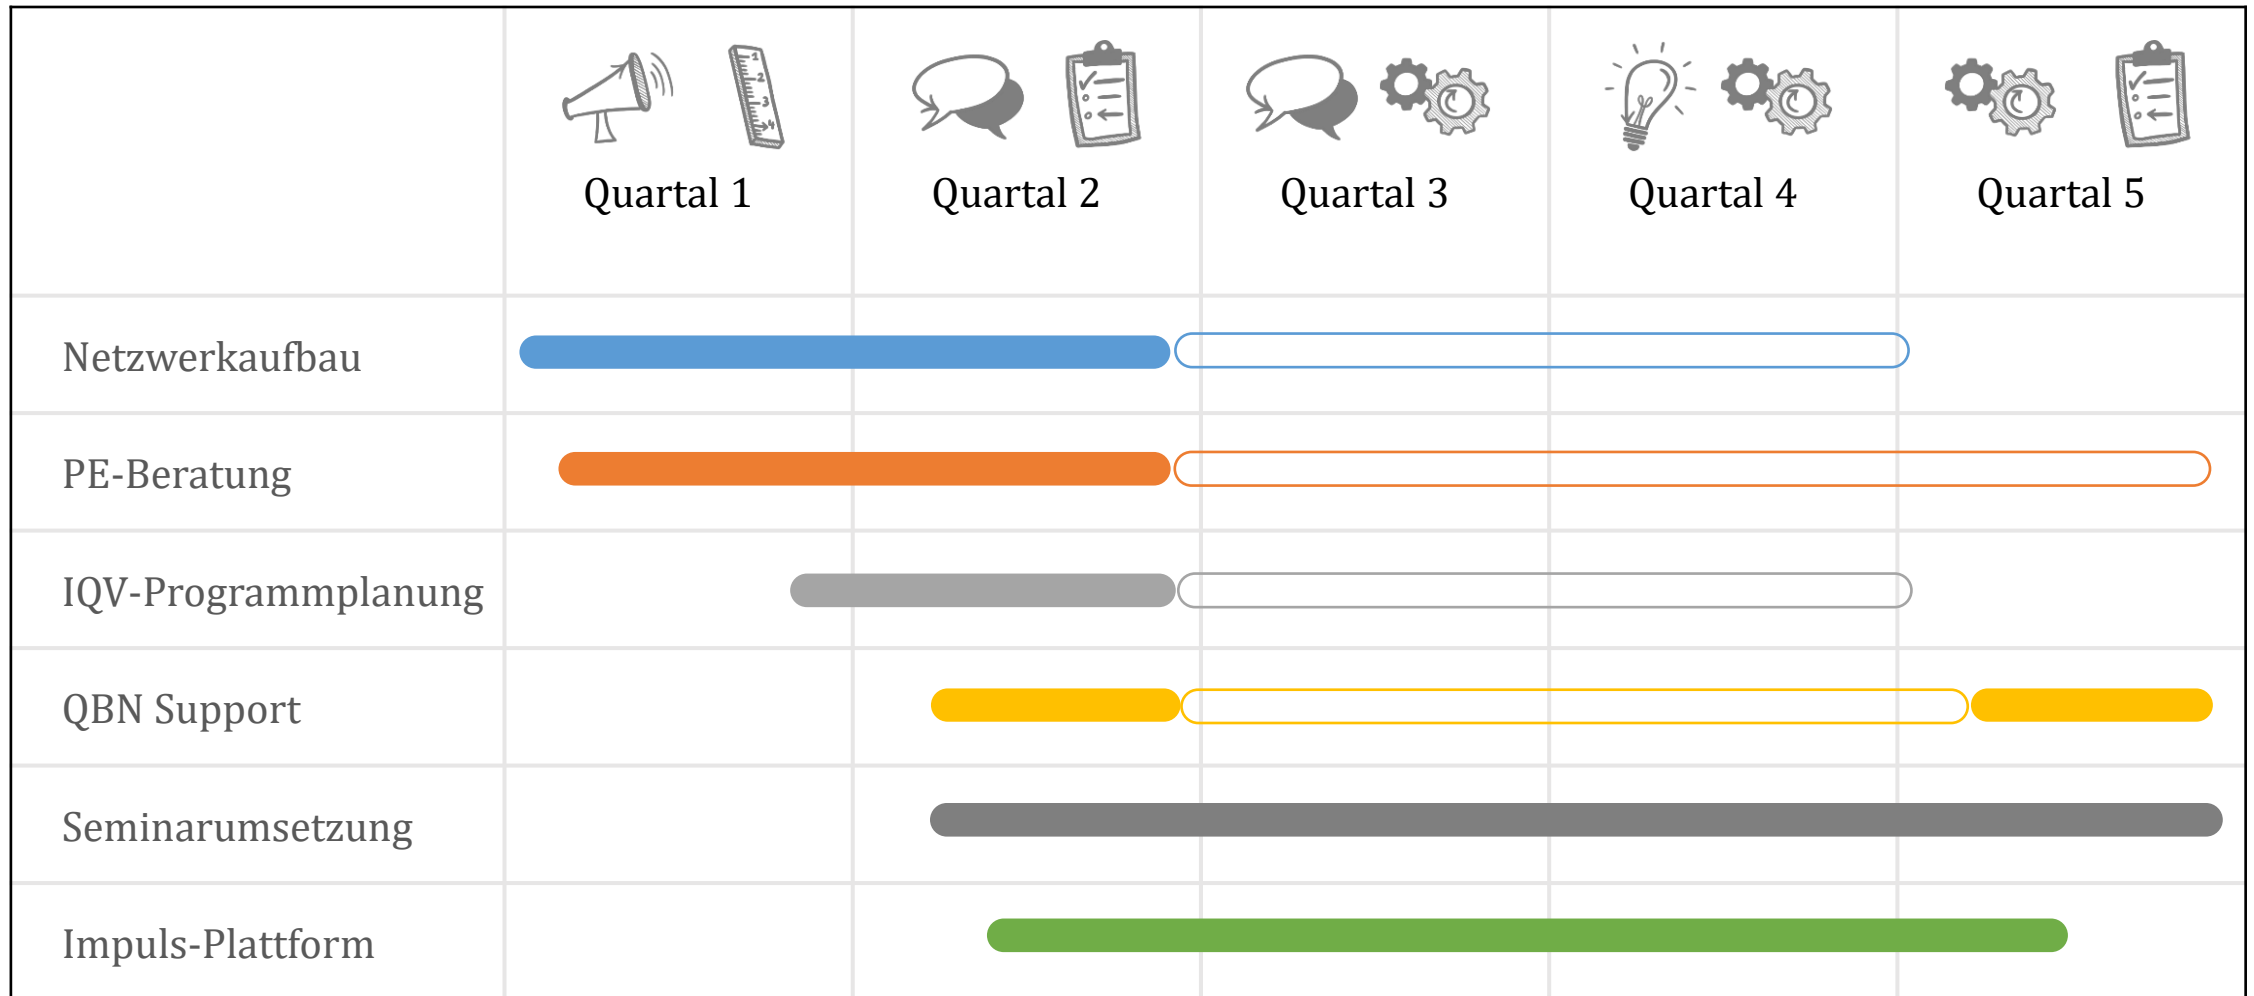 Quartal 1
Quartal 2
Quartal 3
Quartal 4
Quartal 5
Netzwerkaufbau
PE-Beratung
IQV-Programmplanung
QBN Support
Seminarumsetzung
Impuls-Plattform